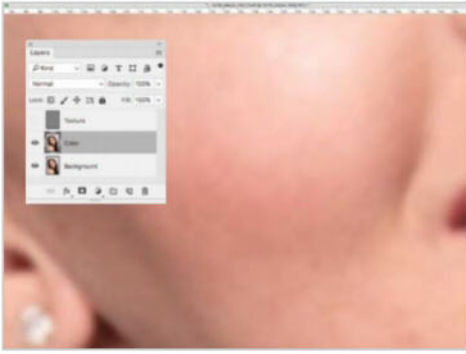 Layers
Kind
Normal
Opacity: 100%
Lock:
Fill: 100%
Texture
Color
Background